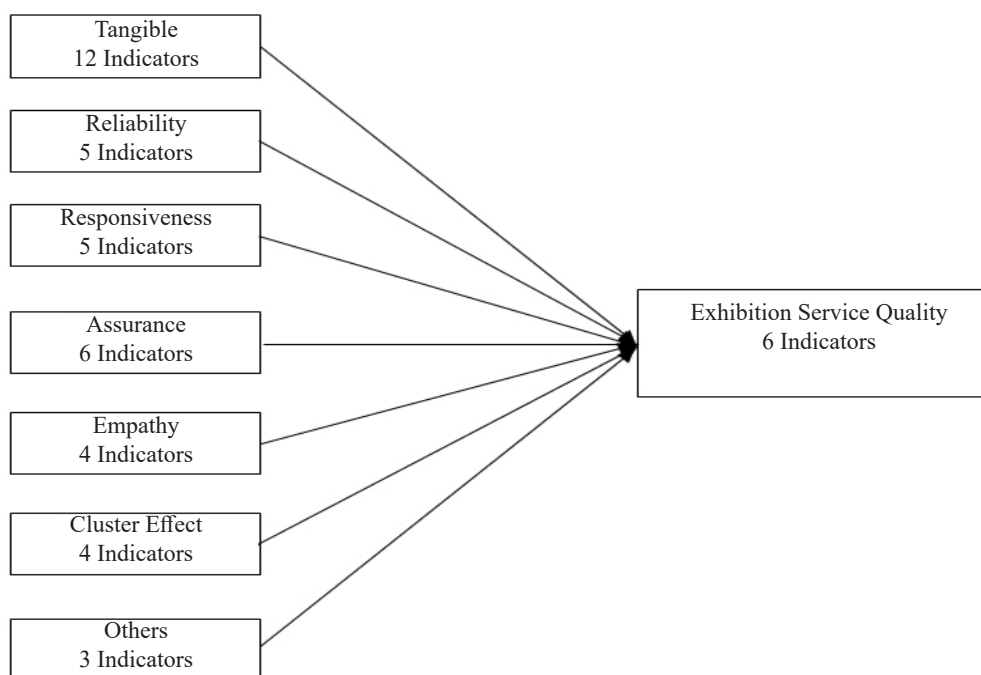 Tangible
12 Indicators
Reliability
5 Indicators
Responsiveness
5 Indicators
Assurance
6 Indicators
Empathy
4 Indicators
Cluster Effect
4 Indicators
Others
3 Indicators
Exhibition Service Quality
6 Indicators